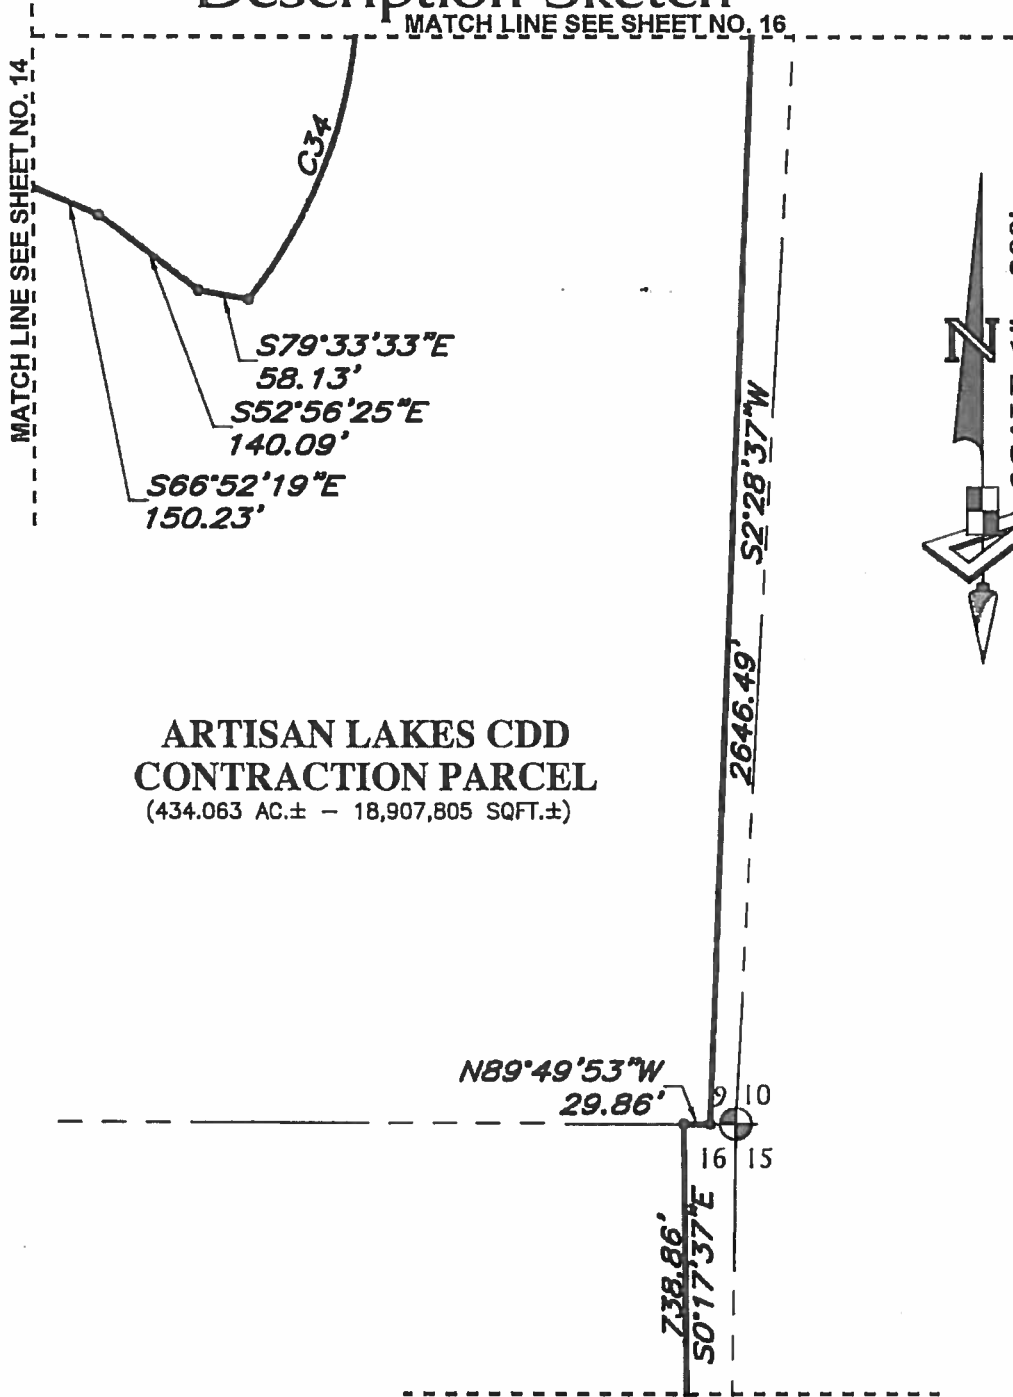 Description Sketch
MATCH LINE SEE SHEET NO. 16
MATCH LINE SEE SHEET NO. 14
C34
S79°33'33"E
58.13'
S52°56'25"E
140.09'
S66°52'19"E
150.23'
S2°28'37"W
2646.49'
N
ARTISAN LAKES CDD
CONTRACTION PARCEL
(434.063 AC.± – 18,907,805 SQFT.±)
N89°49'53"W
29.86'
9 10
16 15
738.86'
S0°17'37"E